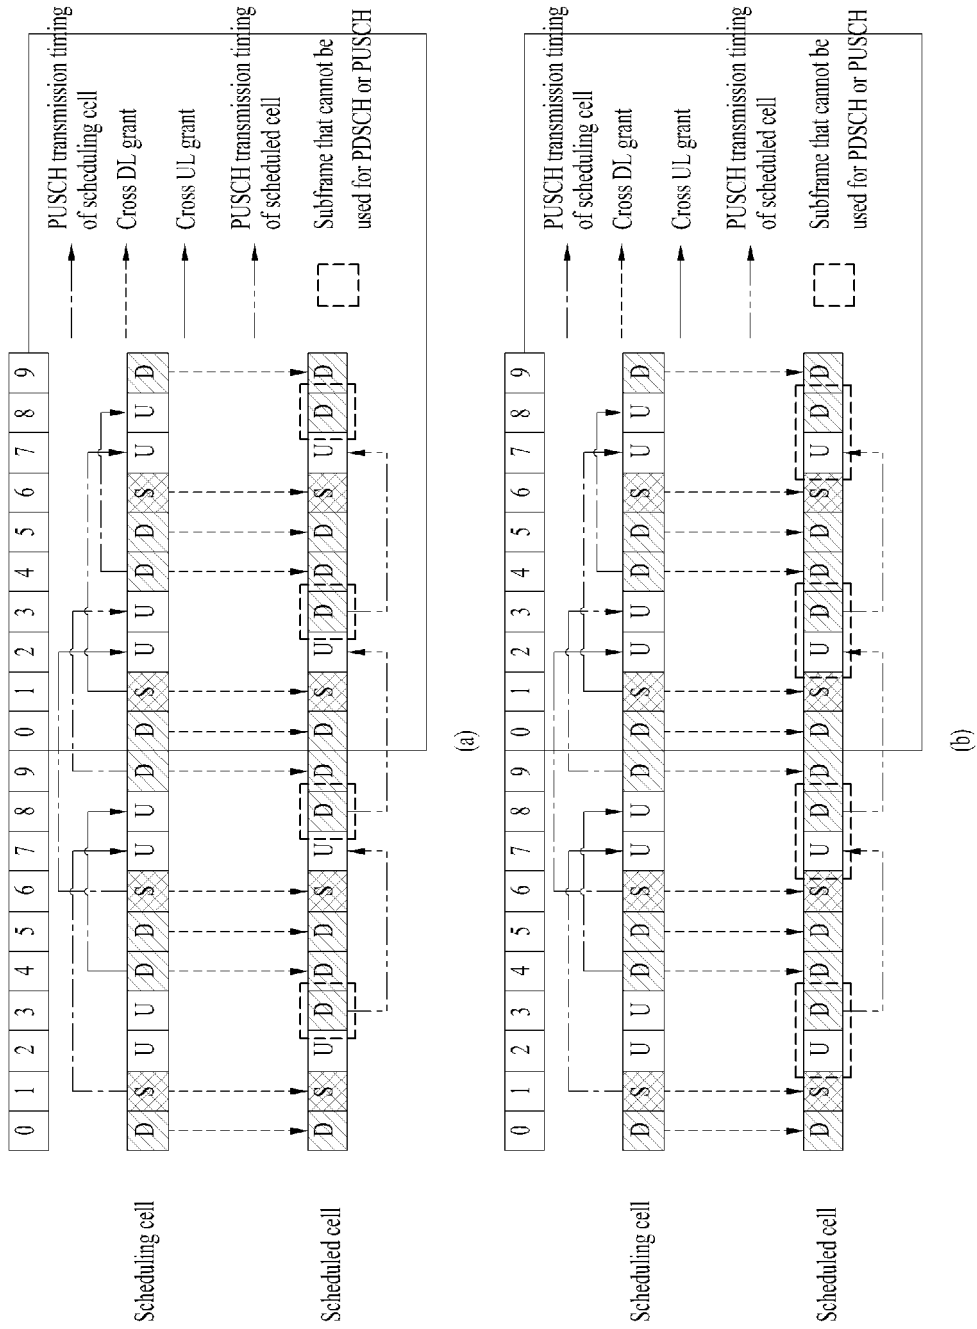 0 1 2 3 4 5 6 7 8 9 0 1 2 3 4 5 6 7 8 9
PUSCH transmission timing
of scheduling cell
Cross DL grant
Scheduling cell D S U U D D S U U D D S U U D D S U U D
Cross UL grant
PUSCH transmission timing
of scheduled cell
Subframe that cannot be
Scheduled cell D S U D D D S U D D D S U D D D S U D D
used for PDSCH or PUSCH
(a)
0 1 2 3 4 5 6 7 8 9 0 1 2 3 4 5 6 7 8 9
PUSCH transmission timing
of scheduling cell
Cross DL grant
Scheduling cell D S U U D D S U U D D S U U D D S U U D
Cross UL grant
PUSCH transmission timing
of scheduled cell
Subframe that cannot be
Scheduled cell D S U D D D S U D D D S U D D D S U D D
used for PDSCH or PUSCH
(b)